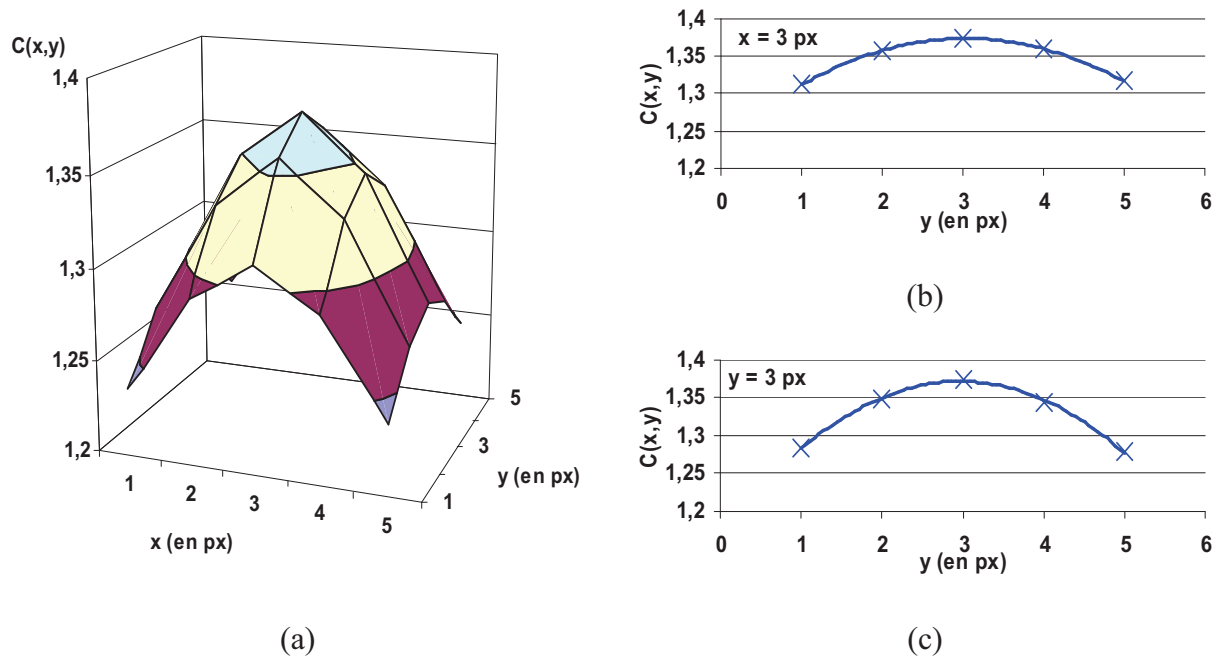 C(x,y)
1,4
1,35
1,3
1,25
1,2
1 2 3 4 5
x (en px)
1 3 5
y (en px)
(a)
x = 3 px
C(x,y)
1,4
1,35
1,3
1,25
1,2
0 1 2 3 4 5 6
y (en px)
(b)
y = 3 px
C(x,y)
1,4
1,35
1,3
1,25
1,2
0 1 2 3 4 5 6
y (en px)
(c)